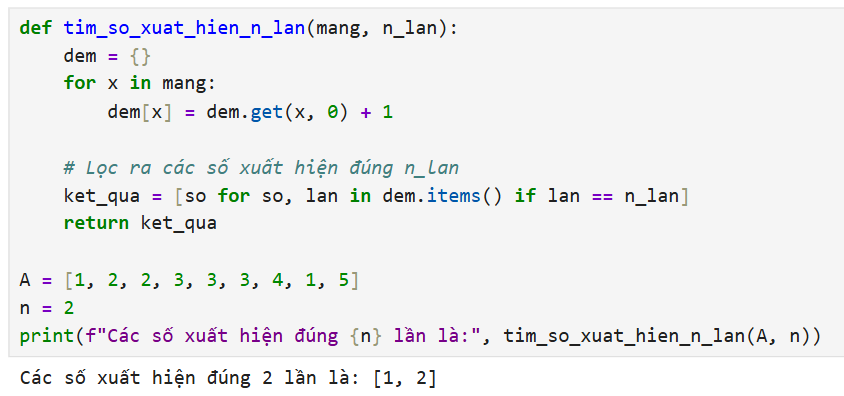 def tim_so_xuat_hien_n_lan(mang, n_lan):
    dem = {}
    for x in mang:
        dem[x] = dem.get(x, 0) + 1

    # Lọc ra các số xuất hiện đúng n_lan
    ket_qua = [so for so, lan in dem.items() if lan == n_lan]
    return ket_qua

A = [1, 2, 2, 3, 3, 3, 4, 1, 5]
n = 2
print(f"Các số xuất hiện đúng {n} lần là:", tim_so_xuat_hien_n_lan(A, n))
Các số xuất hiện đúng 2 lần là: [1, 2]